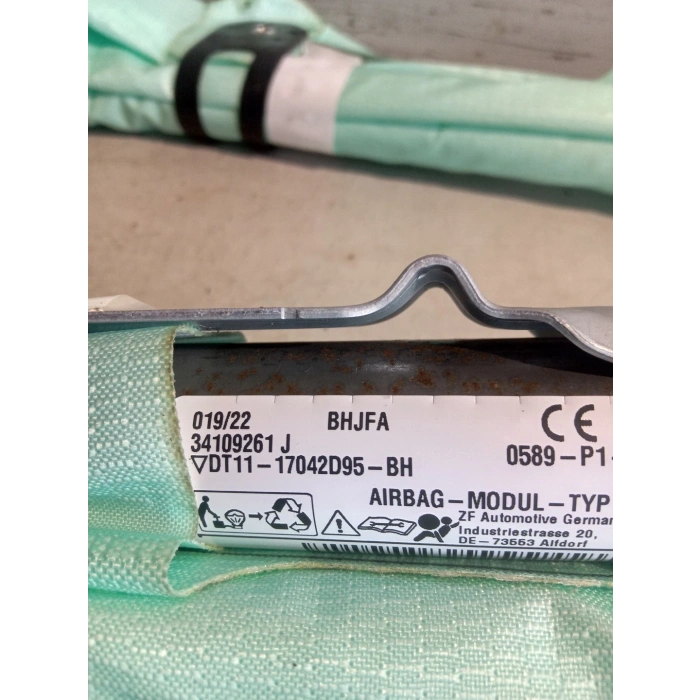 019/22 BHJFA CE
34109261 J
▽DT11-17042D95-BH 0589-P1-
AIRBAG-MODUL-TYP
ZF Automotive German
Industriestrasse 20,
DE-73553 Alfdorf